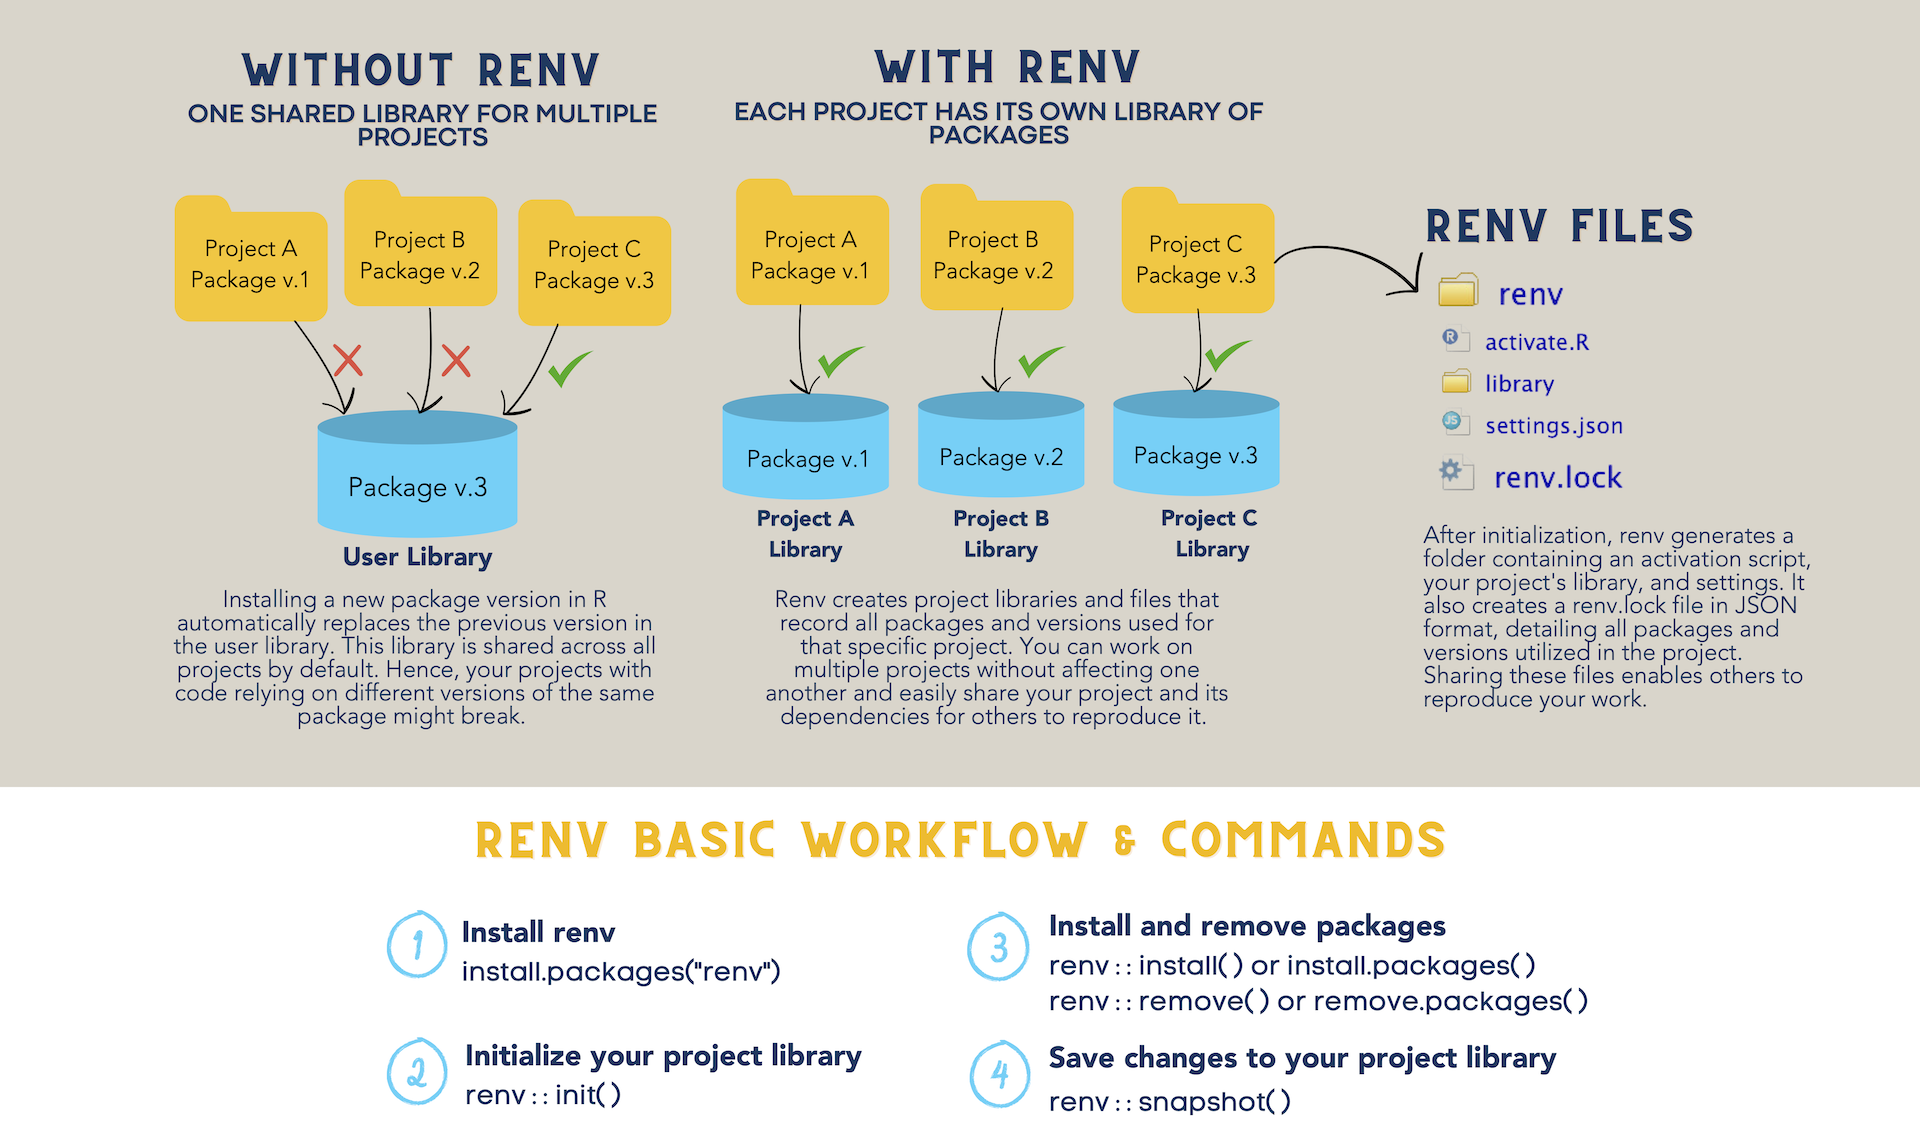 WITHOUT RENV
ONE SHARED LIBRARY FOR MULTIPLE
PROJECTS
Project A
Package v.1
Project B
Package v.2
Project C
Package v.3
Package v.3
User Library
Installing a new package version in R
automatically replaces the previous version in
the user library. This library is shared across all
projects by default. Hence, your projects with
code relying on different versions of the same
package might break.
WITH RENV
EACH PROJECT HAS ITS OWN LIBRARY OF
PACKAGES
Project A
Package v.1
Project B
Package v.2
Project C
Package v.3
Package v.1
Package v.2
Package v.3
Project A
Library
Project B
Library
Project C
Library
Renv creates project libraries and files that
record all packages and versions used for
that specific project. You can work on
multiple projects without affecting one
another and easily share your project and its
dependencies for others to reproduce it.
RENV FILES
renv
R
activate.R
library
JS
settings.json
renv.lock
After initialization, renv generates a
folder containing an activation script,
your project's library, and settings. It
also creates a renv.lock file in JSON
format, detailing all packages and
versions utilized in the project.
Sharing these files enables others to
reproduce your work.
RENV BASIC WORKFLOW & COMMANDS
1
Install renv
install.packages("renv")
2
Initialize your project library
renv::init()
3
Install and remove packages
renv::install() or install.packages()
renv::remove() or remove.packages()
4
Save changes to your project library
renv::snapshot()